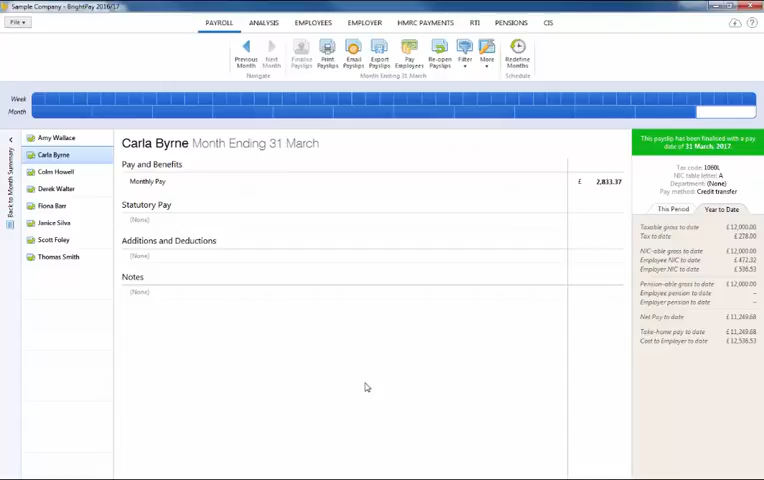 Sample Company - BrightPay 2016/17
File
PAYROLL ANALYSIS EMPLOYEES EMPLOYER HMRC PAYMENTS RTI PENSIONS CIS
Previous Month Next Month Finalise Payslips Print Payslips Email Payslips Export Payslips Pay Employees Re-open Payslips Filter More Redefine Months
Navigate Month Ending 31 March Schedule
Week
Month
Back to Month Summary
Amy Wallace
Carla Byrne
Colm Howell
Derek Walter
Fiona Barr
Janice Silva
Scott Foley
Thomas Smith
Carla Byrne Month Ending 31 March
Pay and Benefits
Monthly Pay £ 2,833.37
Statutory Pay
(None)
Additions and Deductions
(None)
Notes
(None)
This payslip has been finalised with a pay
date of 31 March, 2017.
Tax code: 1060L
NIC table letter: A
Department: (None)
Pay method: Credit transfer
This Period Year to Date
Taxable gross to date £ 12,000.00
Tax to date £ 278.00
NIC-able gross to date £ 12,000.00
Employee NIC to date £ 472.32
Employer NIC to date £ 536.53
Pension-able gross to date £ 12,000.00
Employee pension to date –
Employer pension to date –
Net Pay to date £ 11,249.68
Take-home pay to date £ 11,249.68
Cost to Employer to date £ 12,536.53